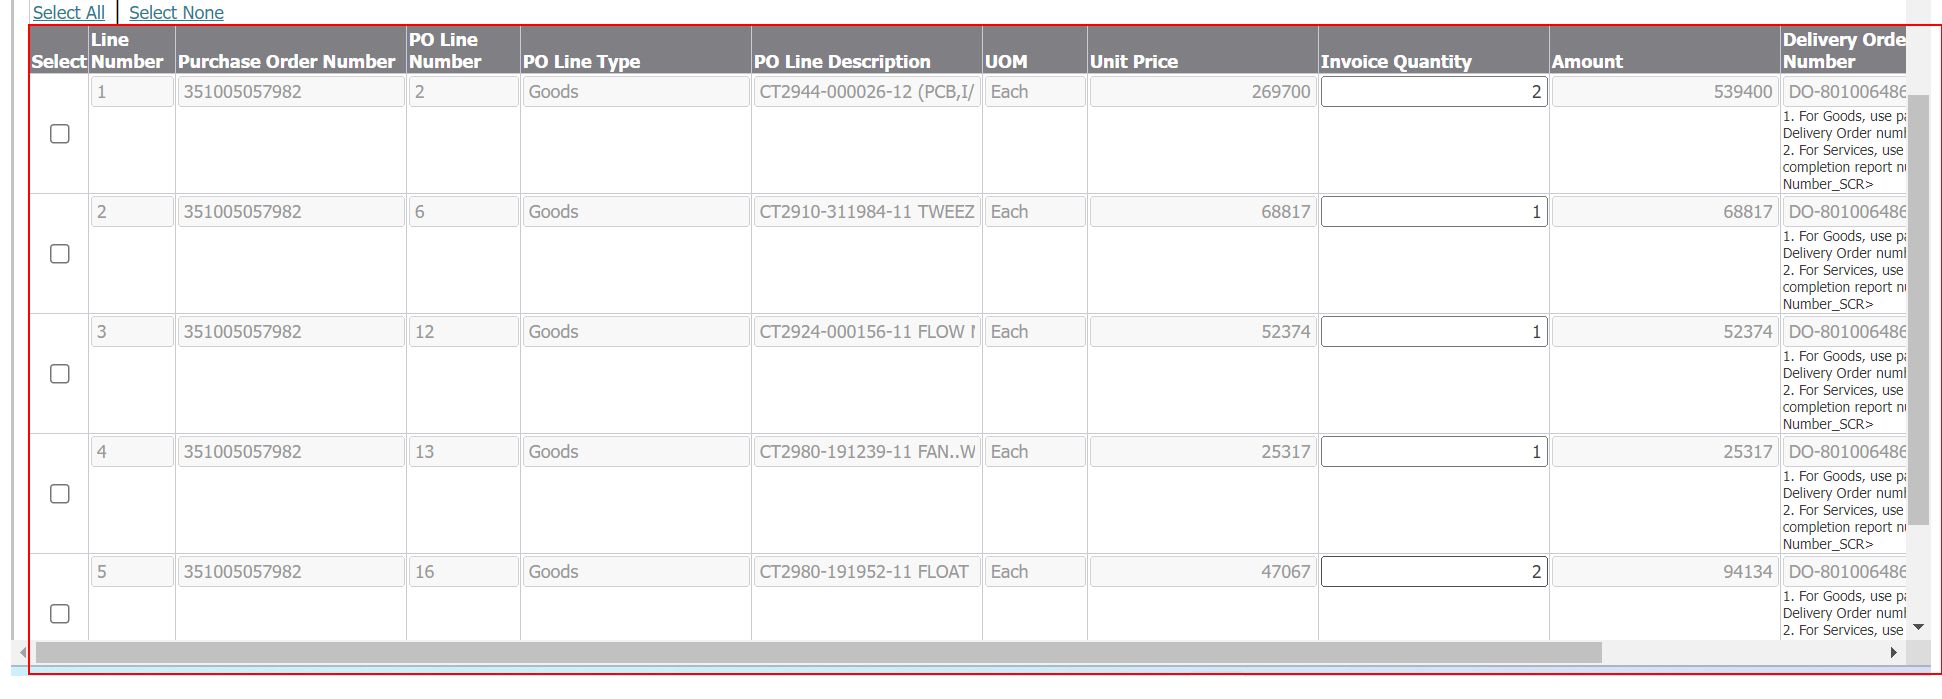 Select All | Select None
Select Line Number Purchase Order Number PO Line Number PO Line Type PO Line Description UOM Unit Price Invoice Quantity Amount Delivery Orde Number
1 351005057982 2 Goods CT2944-000026-12 (PCB,I/ Each 269700 2 539400 DO-801006486
1. For Goods, use pa
Delivery Order numb
2. For Services, use
completion report nu
Number_SCR>
2 351005057982 6 Goods CT2910-311984-11 TWEEZ Each 68817 1 68817 DO-801006486
1. For Goods, use pa
Delivery Order numb
2. For Services, use
completion report nu
Number_SCR>
3 351005057982 12 Goods CT2924-000156-11 FLOW Each 52374 1 52374 DO-801006486
1. For Goods, use pa
Delivery Order numb
2. For Services, use
completion report nu
Number_SCR>
4 351005057982 13 Goods CT2980-191239-11 FAN..W Each 25317 1 25317 DO-801006486
1. For Goods, use pa
Delivery Order numb
2. For Services, use
completion report nu
Number_SCR>
5 351005057982 16 Goods CT2980-191952-11 FLOAT Each 47067 2 94134 DO-801006486
1. For Goods, use pa
Delivery Order numb
2. For Services, use